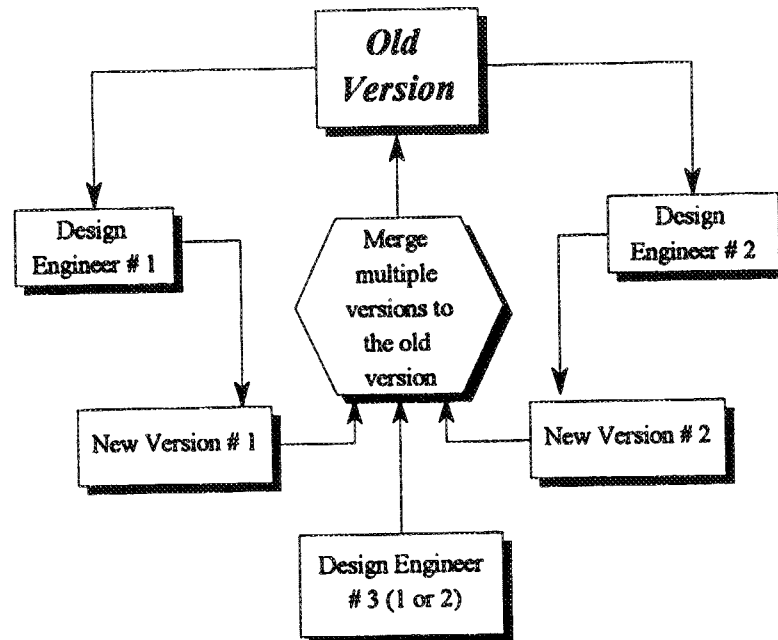 Old
Version
Design
Engineer # 1
Design
Engineer # 2
Merge
multiple
versions to
the old
version
New Version # 1
New Version # 2
Design Engineer
# 3 (1 or 2)